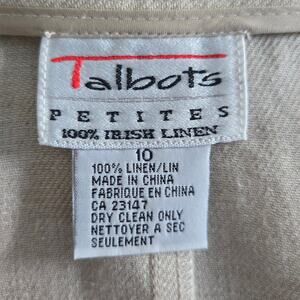 Talbots
PETITES
100% IRISH LINEN
10
100% LINEN/LIN
MADE IN CHINA
FABRIQUE EN CHINA
CA 23147
DRY CLEAN ONLY
NETTOYER A SEC
SEULEMENT